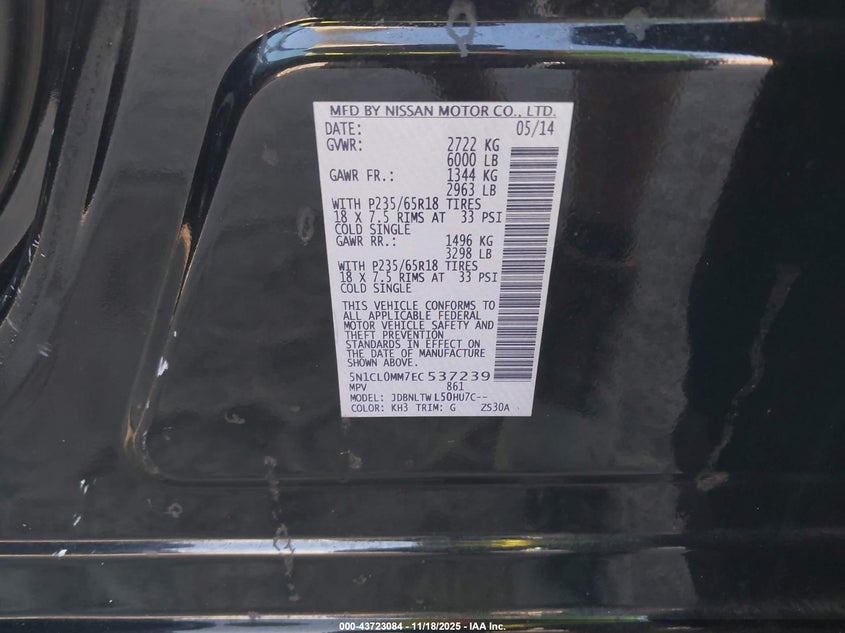 MFD BY NISSAN MOTOR CO., LTD.
DATE: 05/14
GVWR: 2722 KG
6000 LB
GAWR FR.: 1344 KG
2963 LB
WITH P235/65R18 TIRES
18 X 7.5 RIMS AT 33 PSI
COLD SINGLE
GAWR RR.: 1496 KG
3298 LB
WITH P235/65R18 TIRES
18 X 7.5 RIMS AT 33 PSI
COLD SINGLE
THIS VEHICLE CONFORMS TO
ALL APPLICABLE FEDERAL
MOTOR VEHICLE SAFETY AND
THEFT PREVENTION
STANDARDS IN EFFECT ON
THE DATE OF MANUFACTURE
SHOWN ABOVE.
5N1CL0MM7EC537239
MPV 861
MODEL: JDBNLTW L50HU7C--
COLOR: KH3 TRIM: G ZS30A
000-43723084 - 11/18/2025 - IAA Inc.